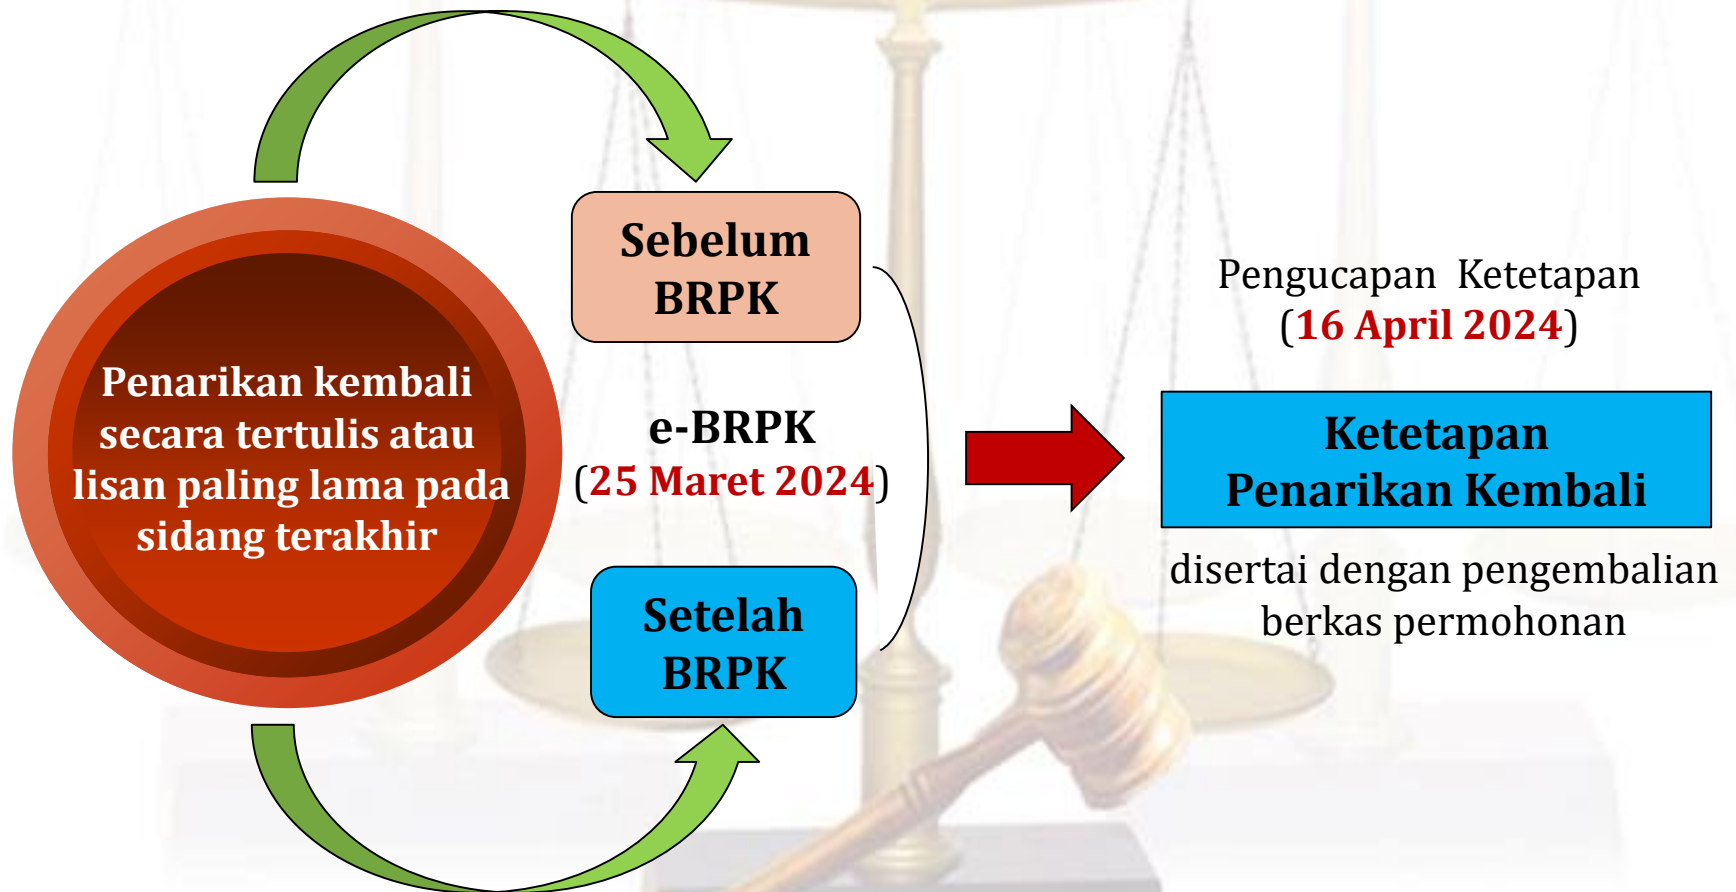 Penarikan kembali
secara tertulis atau
lisan paling lama pada
sidang terakhir
Sebelum
BRPK
e-BRPK
(25 Maret 2024)
Setelah
BRPK
Pengucapan Ketetapan
(16 April 2024)
Ketetapan
Penarikan Kembali
disertai dengan pengembalian
berkas permohonan